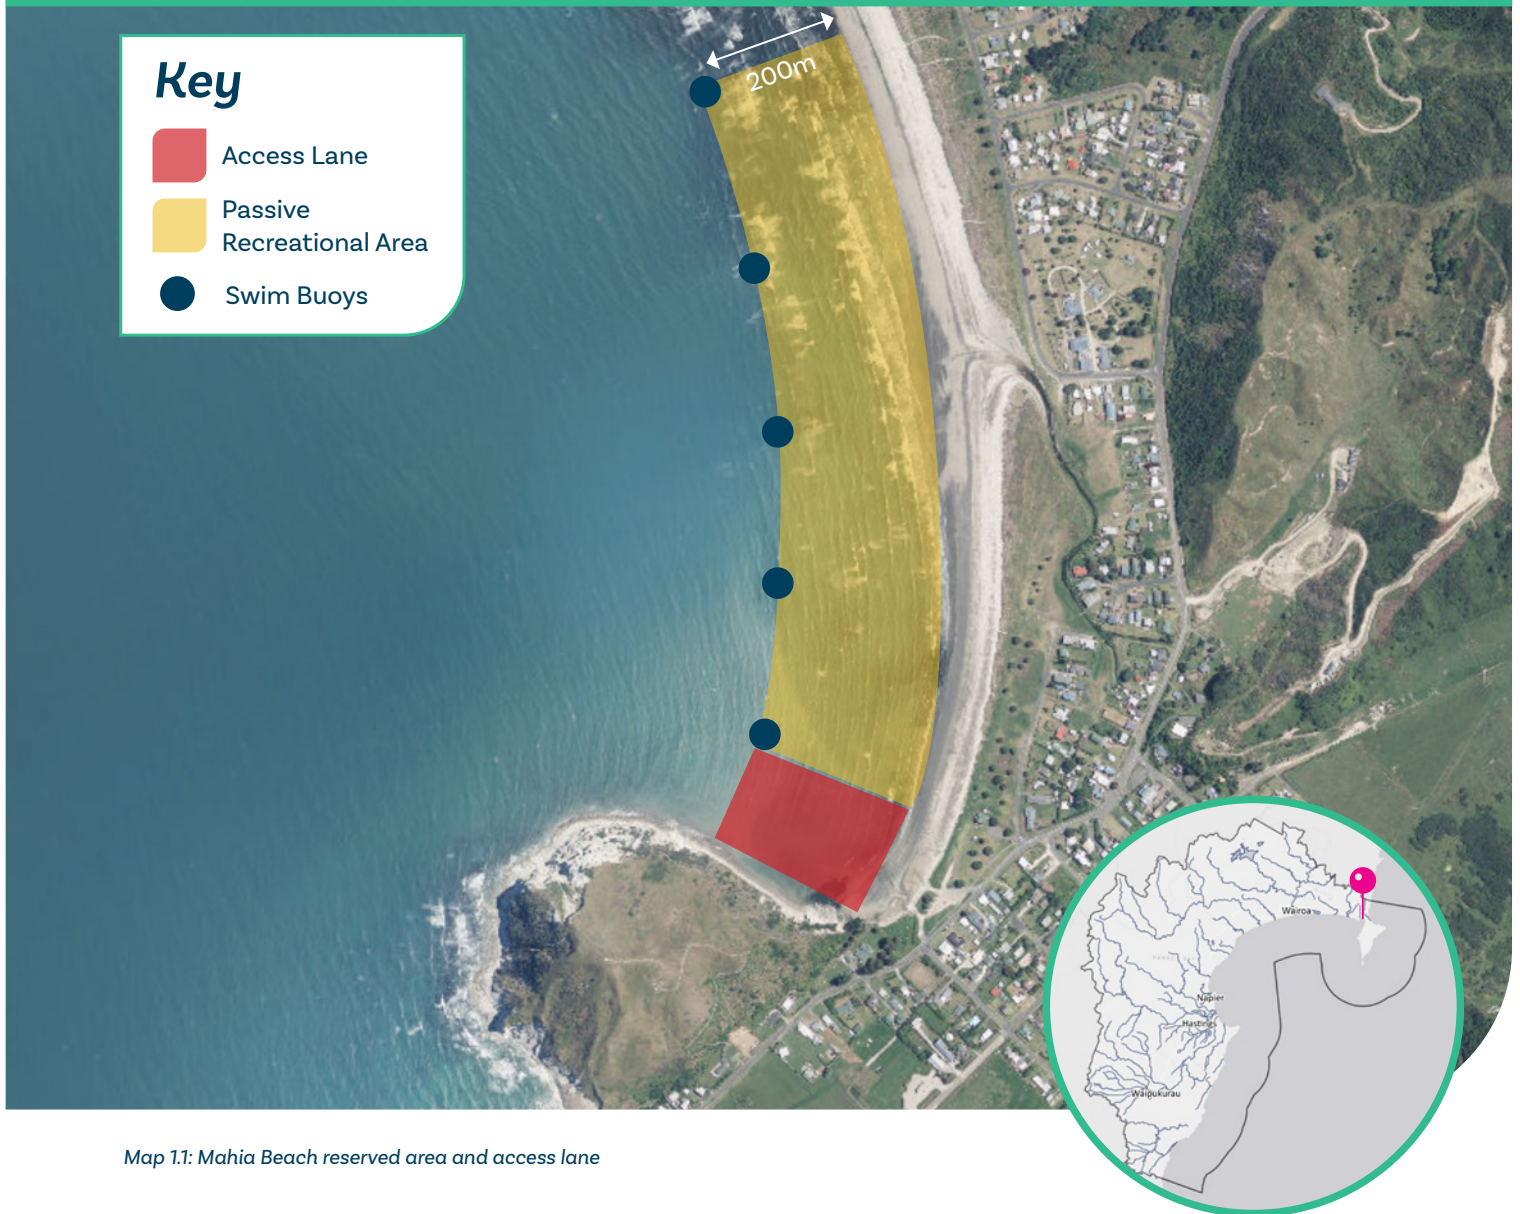 Key
Access Lane
Passive
Recreational Area
Swim Buoys
200m
Wairoa
Napier
Hastings
Waipukurau
Map 1.1: Mahia Beach reserved area and access lane